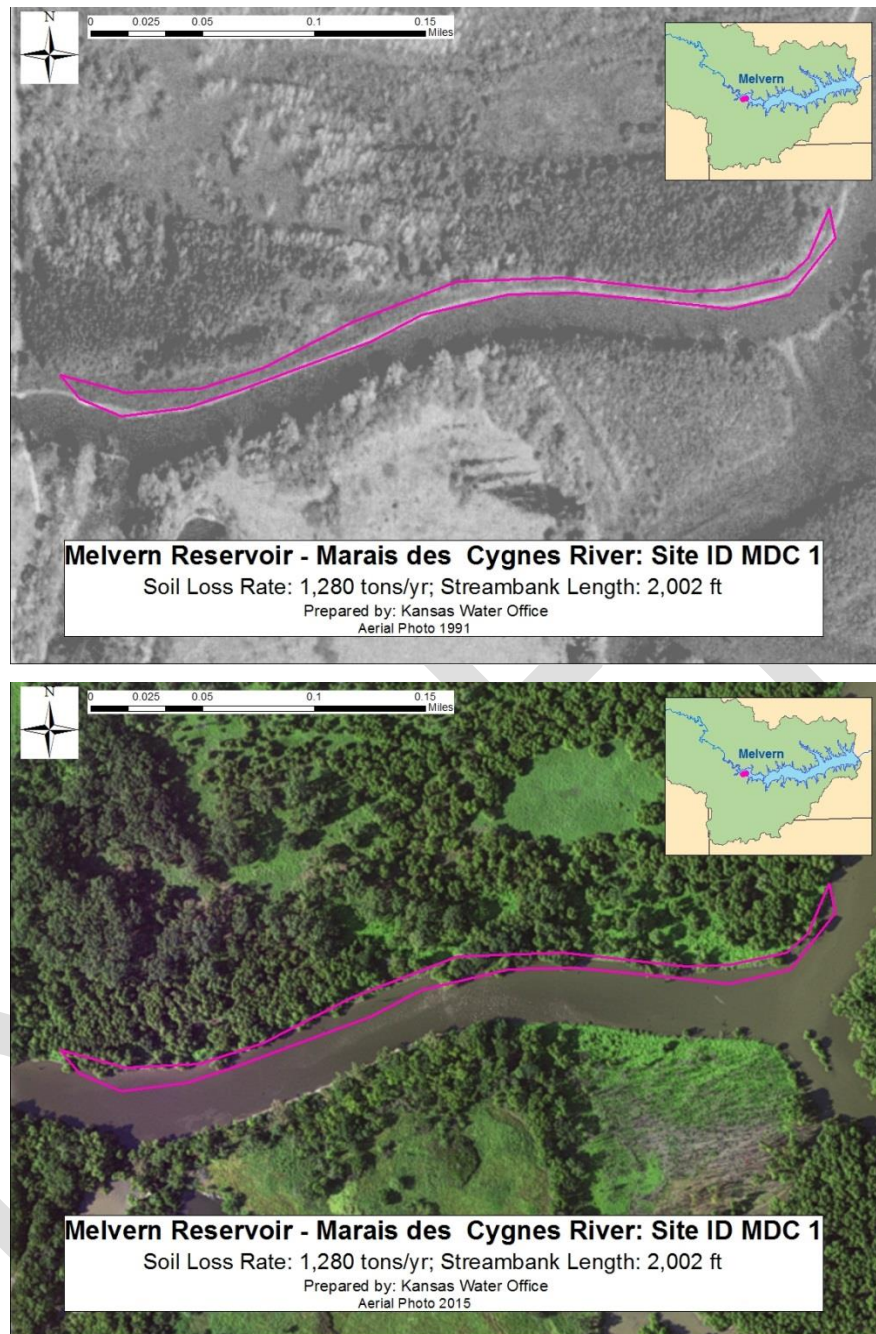 N
0 0.025 0.05 0.1 0.15
Miles
Melvern
Melvern Reservoir - Marais des  Cygnes River: Site ID MDC 1
Soil Loss Rate: 1,280 tons/yr; Streambank Length: 2,002 ft
Prepared by: Kansas Water Office
Aerial Photo 1991
N
0 0.025 0.05 0.1 0.15
Miles
Melvern
Melvern Reservoir - Marais des  Cygnes River: Site ID MDC 1
Soil Loss Rate: 1,280 tons/yr; Streambank Length: 2,002 ft
Prepared by: Kansas Water Office
Aerial Photo 2015